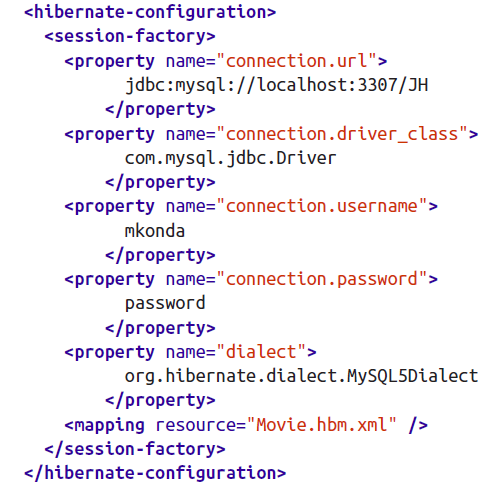 <hibernate-configuration>
<session-factory>
<property name="connection.url">
jdbc:mysql://localhost:3307/JH
</property>
<property name="connection.driver_class">
com.mysql.jdbc.Driver
</property>
<property name="connection.username">
mkonda
</property>
<property name="connection.password">
password
</property>
<property name="dialect">
org.hibernate.dialect.MySQL5Dialect
</property>
<mapping resource="Movie.hbm.xml" />
</session-factory>
</hibernate-configuration>